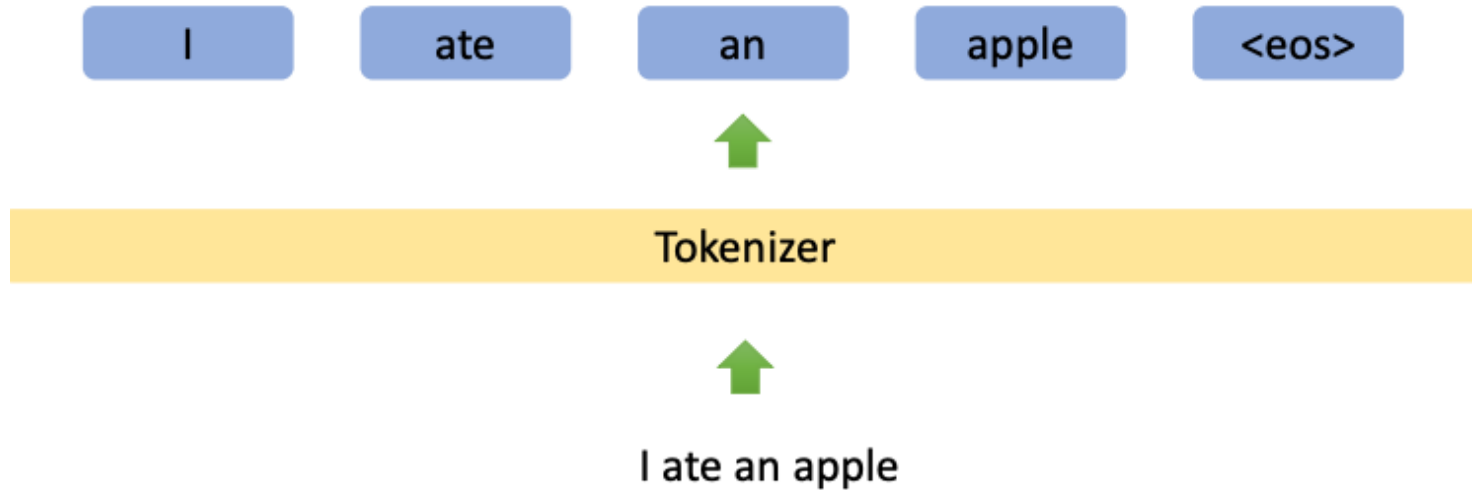 I ate an apple <eos>
Tokenizer
I ate an apple